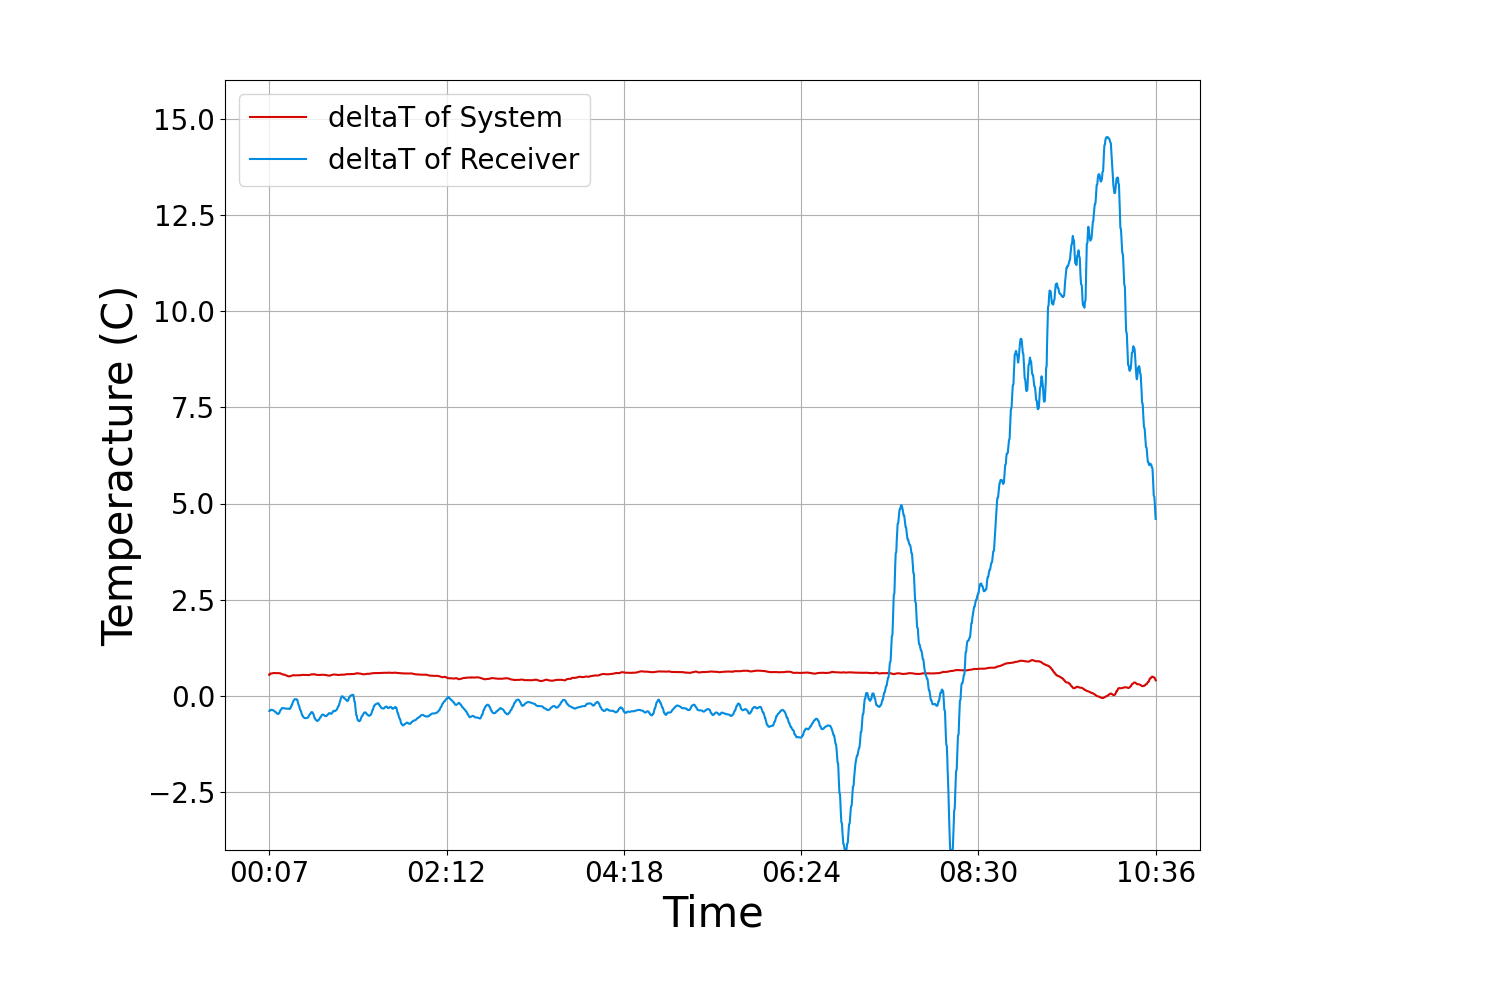 deltaT of System
deltaT of Receiver
15.0
12.5
10.0
7.5
5.0
2.5
0.0
−2.5
Temperacture (C)
00:07 02:12 04:18 06:24 08:30 10:36
Time